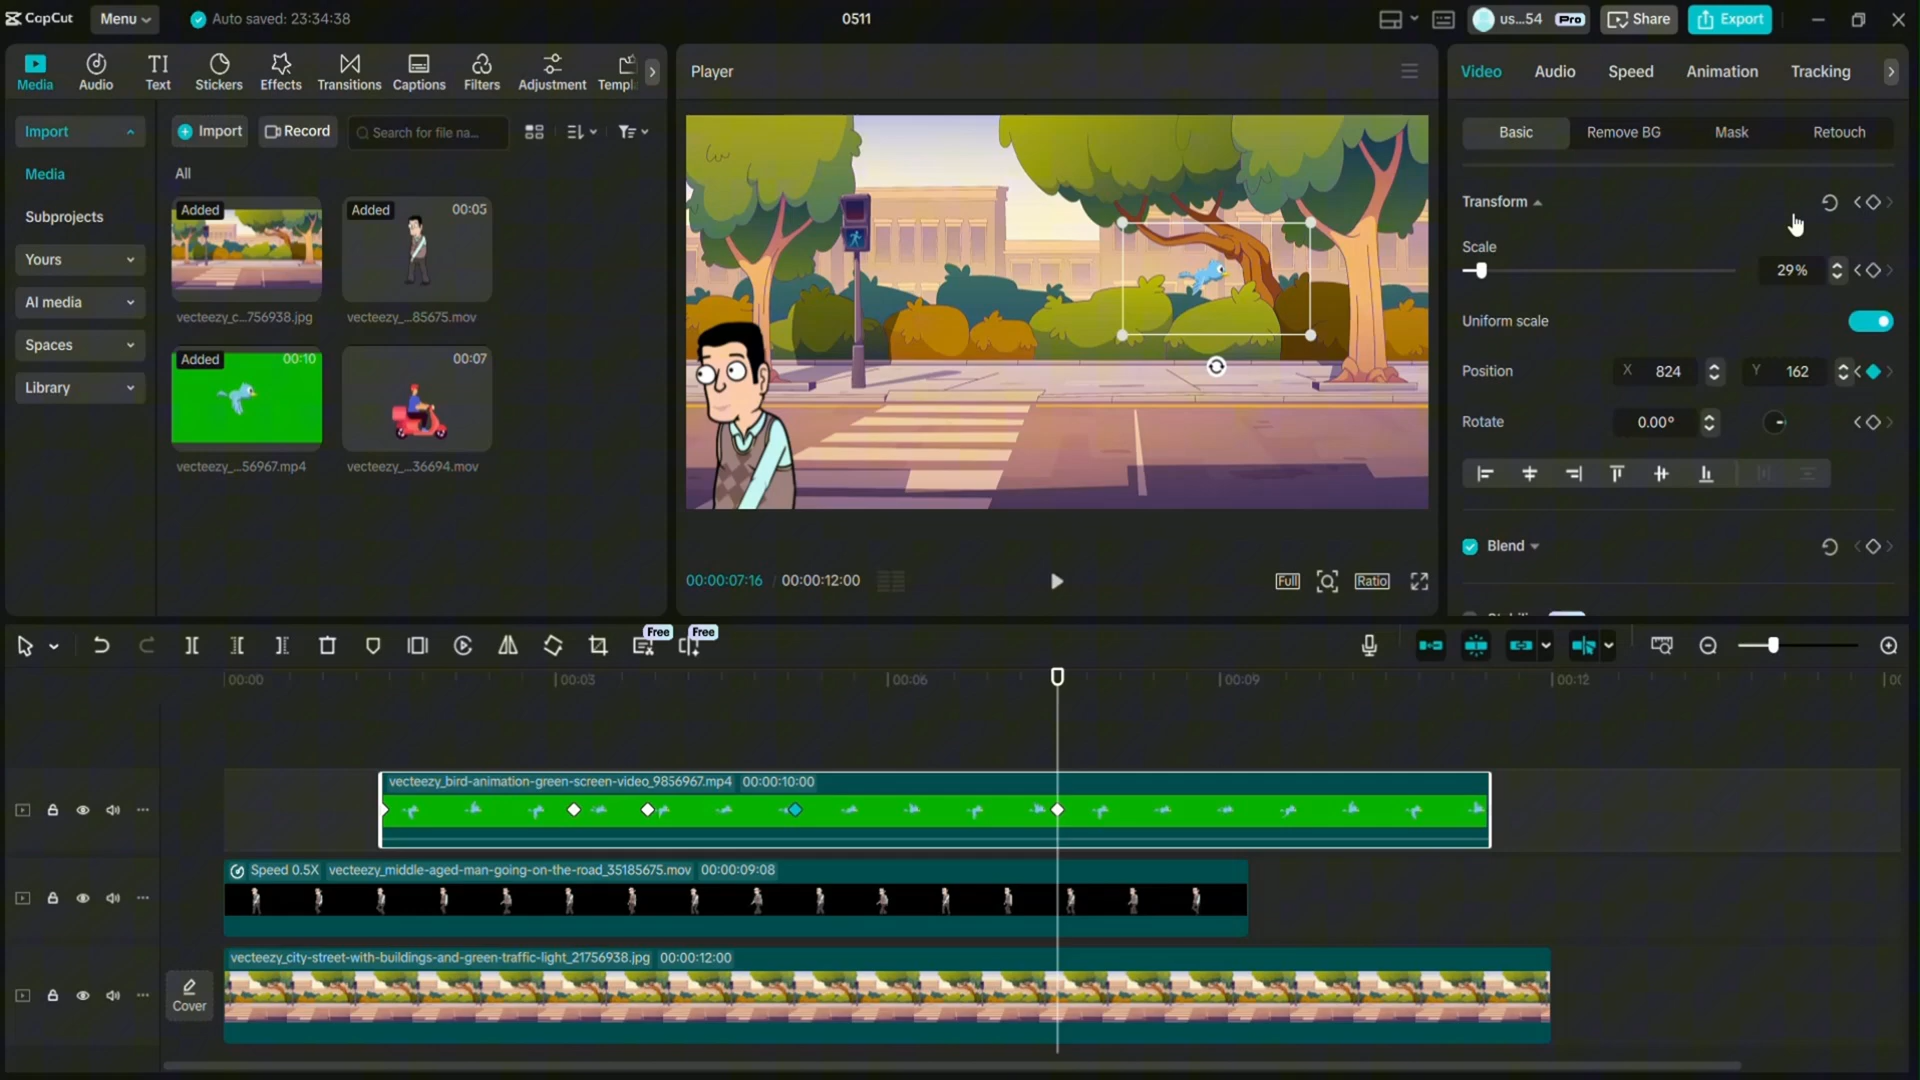 CapCut
Menu
Auto saved: 23:34:38
0511
us...54
Pro
Share
Export
Media
Audio
Text
Stickers
Effects
Transitions
Captions
Filters
Adjustment
Templ
Import
Media
Subprojects
Yours
AI media
Spaces
Library
Import
Record
Search for file na...
All
Added
vecteezy_c...756938.jpg
Added
00:05
vecteezy_...85675.mov
Added
00:10
vecteezy_...56967.mp4
00:07
vecteezy_...36694.mov
Player
00:00:07:16 / 00:00:12:00
Full
Ratio
Video
Audio
Speed
Animation
Tracking
Basic
Remove BG
Mask
Retouch
Transform
Scale
29%
Uniform scale
Position
X 824
Y 162
Rotate
0.00°
Blend
Free
Free
00:00
00:03
00:06
00:09
00:12
vecteezy_bird-animation-green-screen-video_9856967.mp4 00:00:10:00
Speed 0.5X vecteezy_middle-aged-man-going-on-the-road_35185675.mov 00:00:09:08
Cover
vecteezy_city-street-with-buildings-and-green-traffic-light_21756938.jpg 00:00:12:00